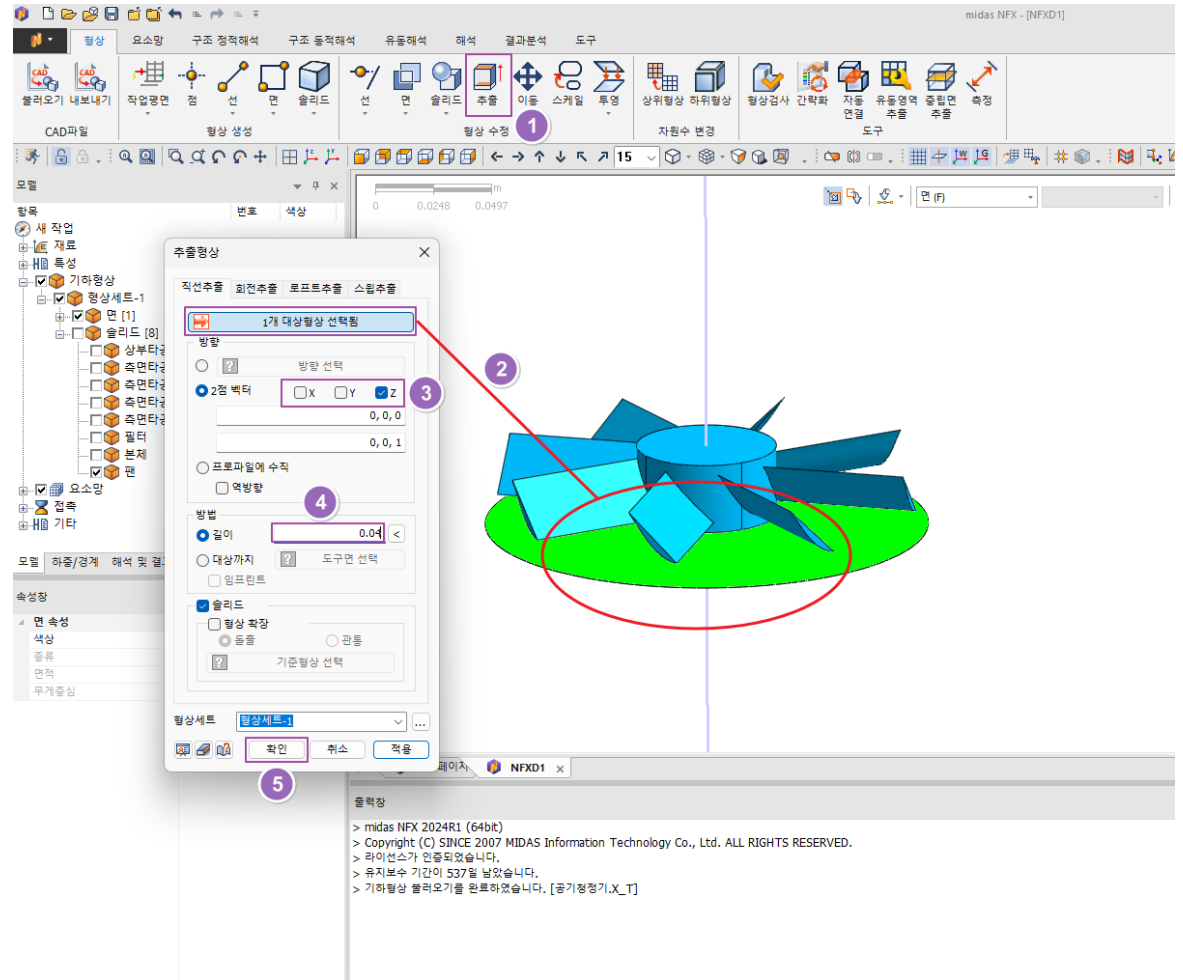 midas NFX - [NFXD1]
형상 요소망 구조 정적해석 구조 동적해석 유동해석 해석 결과분석 도구
불러오기 내보내기 작업평면 점 선 면 솔리드 선 면 솔리드 추출 이동 스케일 투영 상위형상 하위형상 형상검사 간략화 자동 연결 유동영역 추출 중립면 추출 측정
CAD파일 형상 생성 형상 수정 1 차원수 변경 도구
15
모델
항목 번호 색상
새 작업
재료
특성
기하형상
형상세트-1
면 [1]
솔리드 [8]
상부타공
측면타공
측면타공
측면타공
측면타공
필터
본체
팬
요소망
접촉
기타
모델 하중/경계 해석 및 결
속성창
면 속성
색상
종류
면적
무게중심
추출형상
직선추출 회전추출 로프트추출 스윕추출
1개 대상형상 선택됨
방향
방향 선택
2점 벡터 X Y Z 3
0, 0, 0
0, 0, 1
프로파일에 수직
역방향
4
방법
길이 0.04 <
대상까지 도구면 선택
임프린트
솔리드
형상 확장
돌출 관통
기준형상 선택
형상세트 형상세트-1 ...
확인 취소 적용
5
m
0 0.0248 0.0497
면 (F)
2
페이지 NFXD1
출력창
> midas NFX 2024R1 (64bit)
> Copyright (C) SINCE 2007 MIDAS Information Technology Co., Ltd. ALL RIGHTS RESERVED.
> 라이선스가 인증되었습니다.
> 유지보수 기간이 537일 남았습니다.
> 기하형상 불러오기를 완료하였습니다. [공기청정기.X_T]